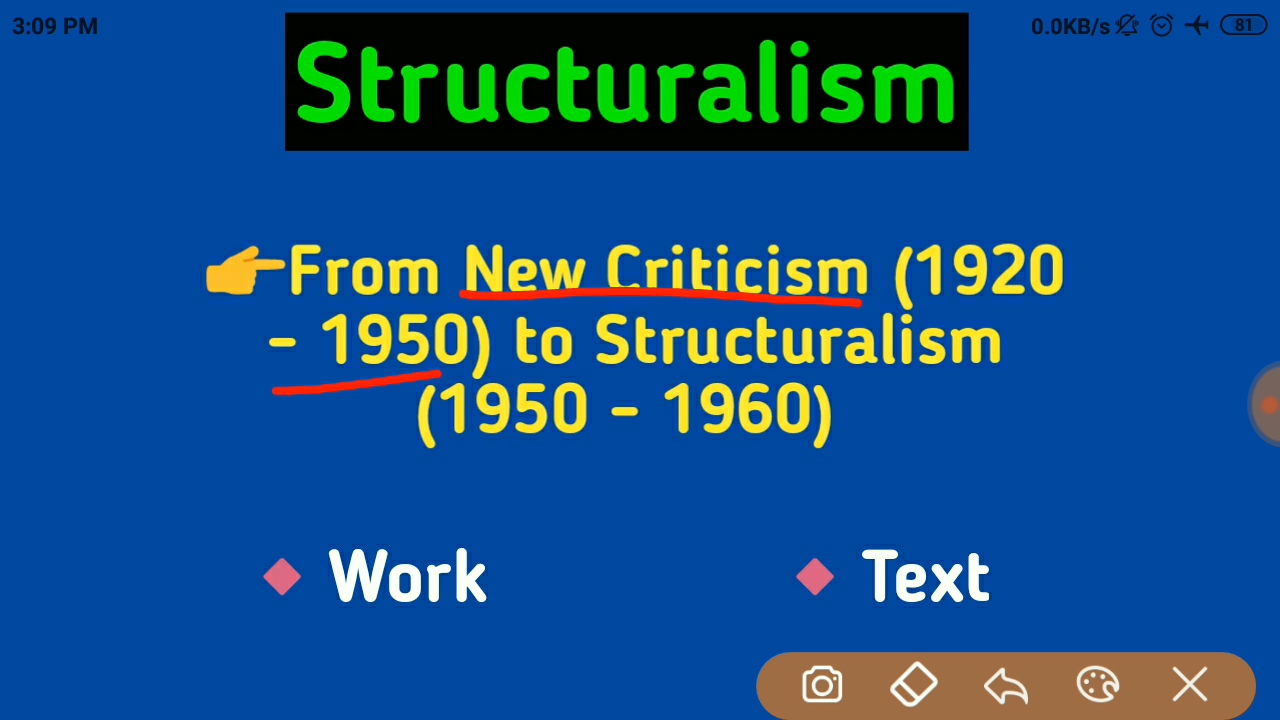 3:09 PM
0.0KB/s 81
Structuralism
👉From New Criticism (1920
- 1950) to Structuralism
(1950 - 1960)
Work
Text